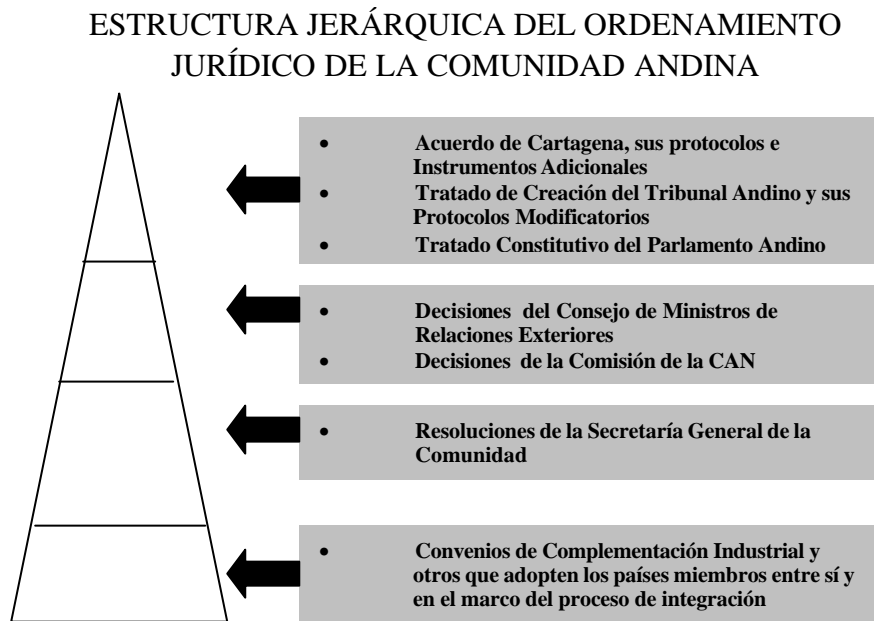 ESTRUCTURA JERÁRQUICA DEL ORDENAMIENTO
JURÍDICO DE LA COMUNIDAD ANDINA
• Acuerdo de Cartagena, sus protocolos e
Instrumentos Adicionales
• Tratado de Creación del Tribunal Andino y sus
Protocolos Modificatorios
• Tratado Constitutivo del Parlamento Andino
• Decisiones del Consejo de Ministros de
Relaciones Exteriores
• Decisiones de la Comisión de la CAN
• Resoluciones de la Secretaría General de la
Comunidad
• Convenios de Complementación Industrial y
otros que adopten los países miembros entre sí y
en el marco del proceso de integración